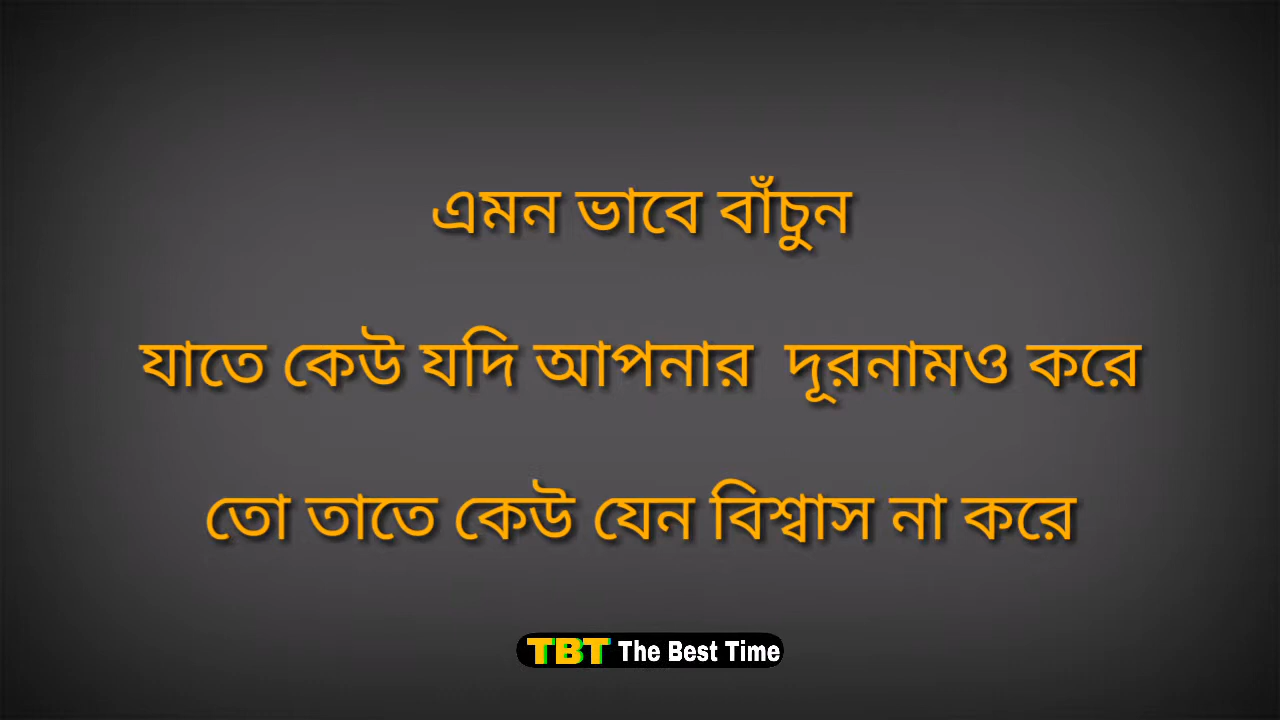 এমন ভাবে বাঁচুন
যাতে কেউ যদি আপনার দূরনামও করে
তো তাতে কেউ যেন বিশ্বাস না করে
TBT The Best Time